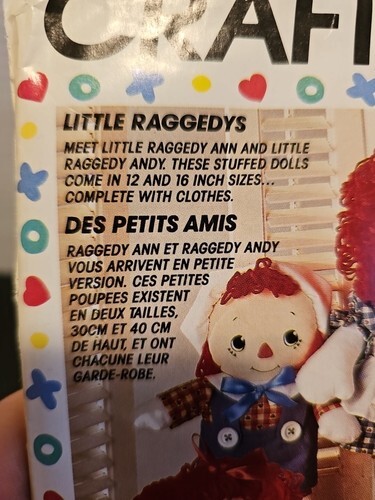 CRAFT
LITTLE RAGGEDYS
MEET LITTLE RAGGEDY ANN AND LITTLE
RAGGEDY ANDY. THESE STUFFED DOLLS
COME IN 12 AND 16 INCH SIZES...
COMPLETE WITH CLOTHES.
DES PETITS AMIS
RAGGEDY ANN ET RAGGEDY ANDY
VOUS ARRIVENT EN PETITE
VERSION. CES PETITES
POUPEES EXISTENT
EN DEUX TAILLES,
30CM ET 40 CM
DE HAUT, ET ONT
CHACUNE LEUR
GARDE-ROBE.